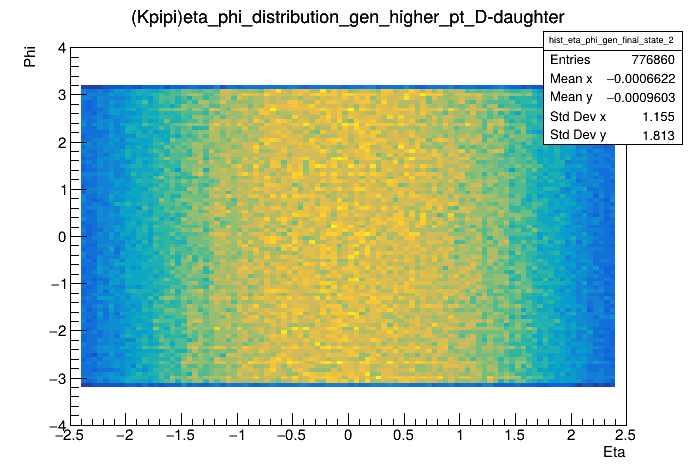 (Kpipi)eta_phi_distribution_gen_higher_pt_D-daughter
hist_eta_phi_gen_final_state_2
Entries 776860
Mean x −0.0006622
Mean y −0.0009603
Std Dev x 1.155
Std Dev y 1.813
Phi
4
3
2
1
0
−1
−2
−3
−4
−2.5 −2 −1.5 −1 −0.5 0 0.5 1 1.5 2 2.5
Eta